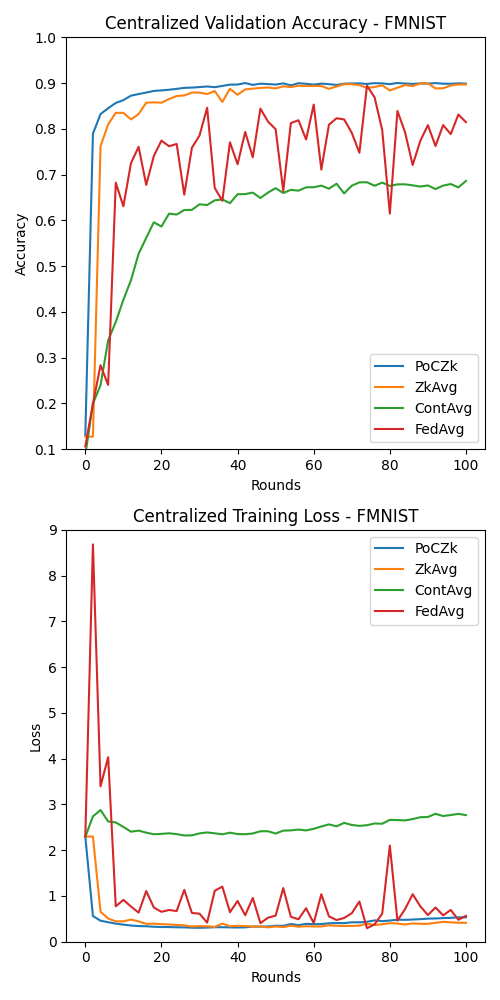 Centralized Validation Accuracy - FMNIST
1.0
0.9
0.8
0.7
0.6
0.5
0.4
0.3
0.2
0.1
Accuracy
PoCZk
ZkAvg
ContAvg
FedAvg
0 20 40 60 80 100
Rounds
Centralized Training Loss - FMNIST
9
8
7
6
5
4
3
2
1
0
Loss
PoCZk
ZkAvg
ContAvg
FedAvg
0 20 40 60 80 100
Rounds